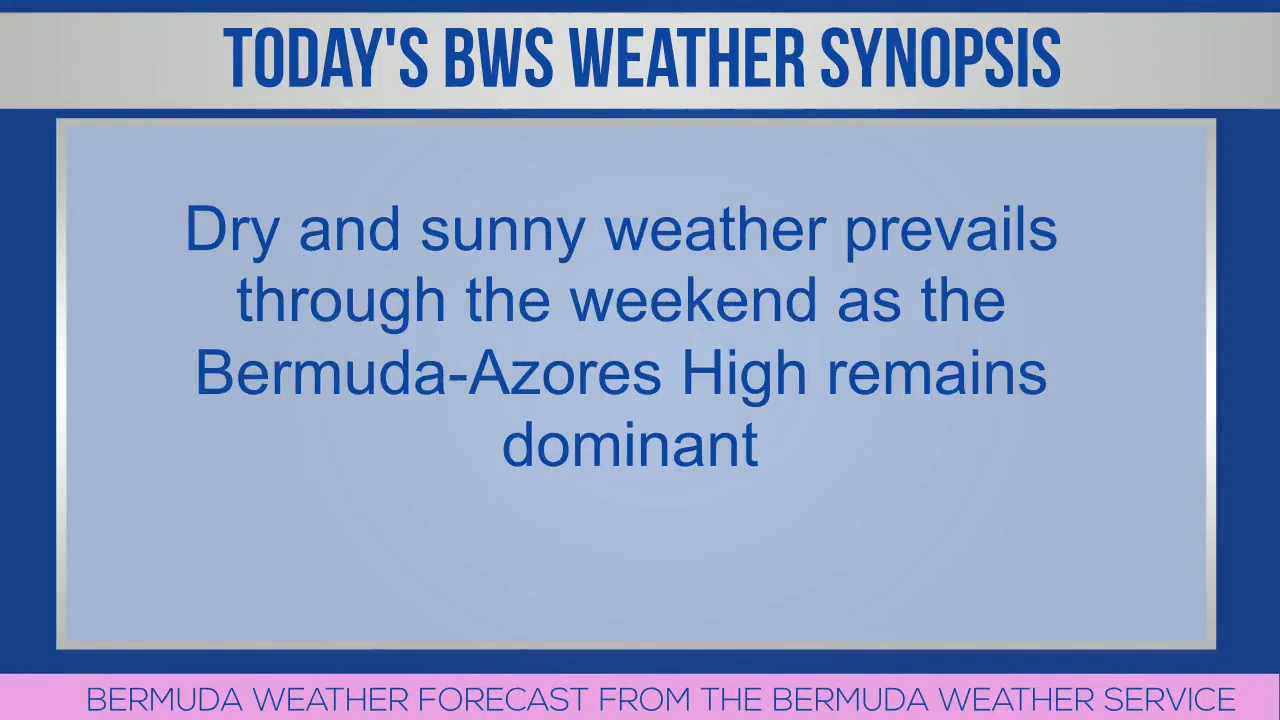 TODAY'S BWS WEATHER SYNOPSIS
Dry and sunny weather prevails
through the weekend as the
Bermuda-Azores High remains
dominant
BERMUDA WEATHER FORECAST FROM THE BERMUDA WEATHER SERVICE